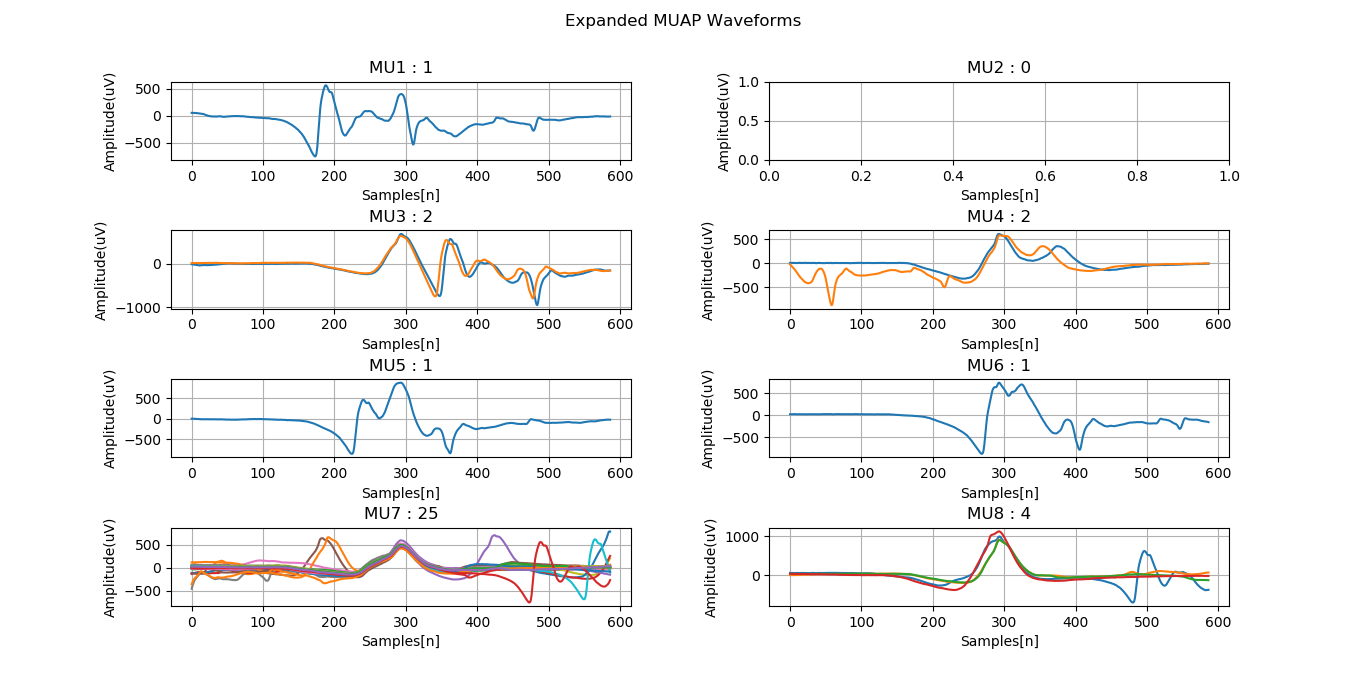 Expanded MUAP Waveforms
MU1 : 1
Amplitude(uV)
500
0
−500
0 100 200 300 400 500 600
Samples[n]
MU2 : 0
Amplitude(uV)
1.0
0.5
0.0
0.0 0.2 0.4 0.6 0.8 1.0
Samples[n]
MU3 : 2
Amplitude(uV)
0
−1000
0 100 200 300 400 500 600
Samples[n]
MU4 : 2
Amplitude(uV)
500
0
−500
0 100 200 300 400 500 600
Samples[n]
MU5 : 1
Amplitude(uV)
500
0
−500
0 100 200 300 400 500 600
Samples[n]
MU6 : 1
Amplitude(uV)
500
0
−500
0 100 200 300 400 500 600
Samples[n]
MU7 : 25
Amplitude(uV)
500
0
−500
0 100 200 300 400 500 600
Samples[n]
MU8 : 4
Amplitude(uV)
1000
0
0 100 200 300 400 500 600
Samples[n]